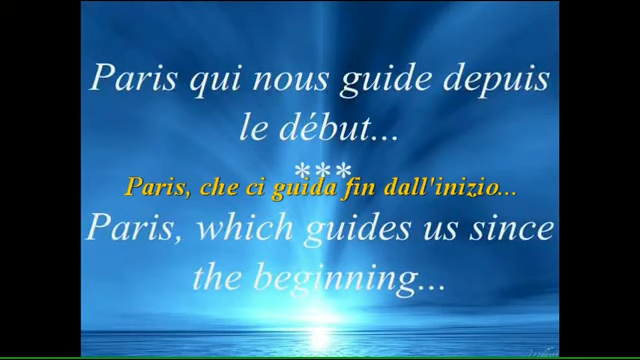 Paris qui nous guide depuis
le début...
***
Paris, che ci guida fin dall'inizio...
Paris, which guides us since
the beginning...